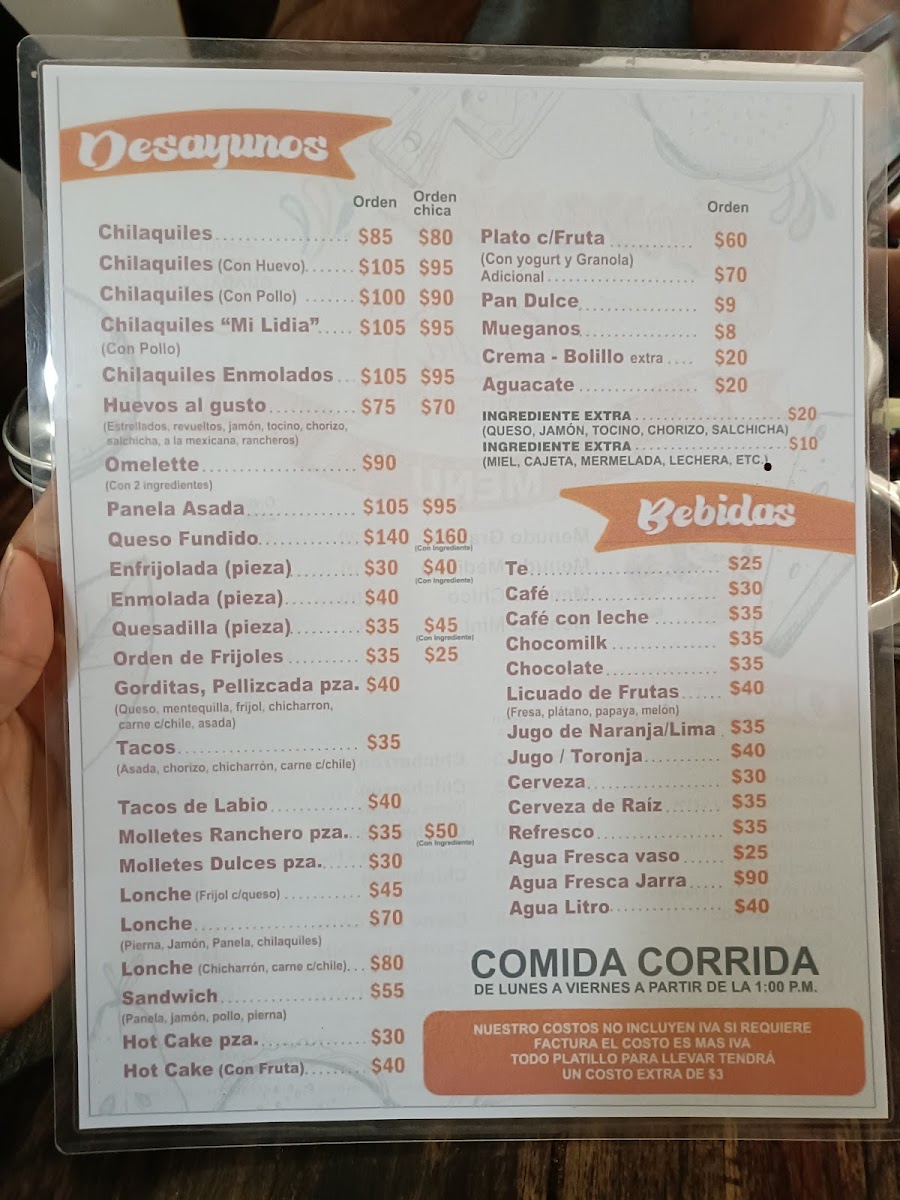 Desayunos
Orden Orden chica
Chilaquiles $85 $80
Chilaquiles (Con Huevo) $105 $95
Chilaquiles (Con Pollo) $100 $90
Chilaquiles “Mi Lidia” $105 $95
(Con Pollo)
Chilaquiles Enmolados $105 $95
Huevos al gusto $75 $70
(Estrellados, revueltos, jamón, tocino, chorizo,
salchicha, a la mexicana, rancheros)
Omelette $90
(Con 2 ingredientes)
Panela Asada $105 $95
Queso Fundido $140 $160
(Con Ingrediente)
Enfrijolada (pieza) $30 $40
(Con Ingrediente)
Enmolada (pieza) $40
Quesadilla (pieza) $35 $45
(Con Ingrediente)
Orden de Frijoles $35 $25
Gorditas, Pellizcada pza. $40
(Queso, mentequilla, frijol, chicharron,
carne c/chile, asada)
Tacos $35
(Asada, chorizo, chicharrón, carne c/chile)
Tacos de Labio $40
Molletes Ranchero pza. $35 $50
(Con Ingrediente)
Molletes Dulces pza. $30
Lonche (Frijol c/queso) $45
Lonche $70
(Pierna, Jamón, Panela, chilaquiles)
Lonche (Chicharrón, carne c/chile) $80
Sandwich $55
(Panela, jamón, pollo, pierna)
Hot Cake pza. $30
Hot Cake (Con Fruta) $40
Orden
Plato c/Fruta $60
(Con yogurt y Granola)
Adicional $70
Pan Dulce $9
Mueganos $8
Crema - Bolillo extra $20
Aguacate $20
INGREDIENTE EXTRA $20
(QUESO, JAMÓN, TOCINO, CHORIZO, SALCHICHA)
INGREDIENTE EXTRA $10
(MIEL, CAJETA, MERMELADA, LECHERA, ETC.)
Bebidas
Te $25
Café $30
Café con leche $35
Chocomilk $35
Chocolate $35
Licuado de Frutas $40
(Fresa, plátano, papaya, melón)
Jugo de Naranja/Lima $35
Jugo / Toronja $40
Cerveza $30
Cerveza de Raíz $35
Refresco $35
Agua Fresca vaso $25
Agua Fresca Jarra $90
Agua Litro $40
COMIDA CORRIDA
DE LUNES A VIERNES A PARTIR DE LA 1:00 P.M.
NUESTRO COSTOS NO INCLUYEN IVA SI REQUIERE
FACTURA EL COSTO ES MAS IVA
TODO PLATILLO PARA LLEVAR TENDRÁ
UN COSTO EXTRA DE $3